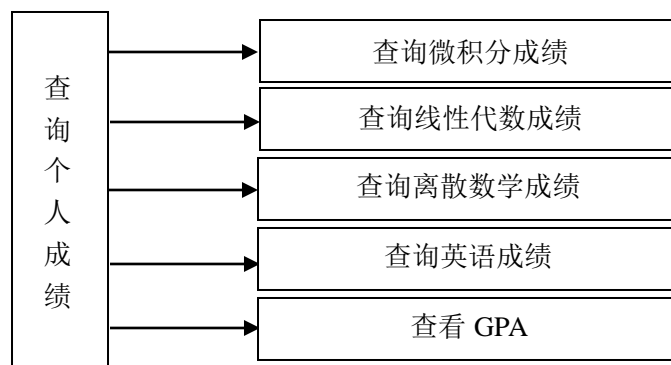 查询个人成绩
查询微积分成绩
查询线性代数成绩
查询离散数学成绩
查询英语成绩
查看 GPA